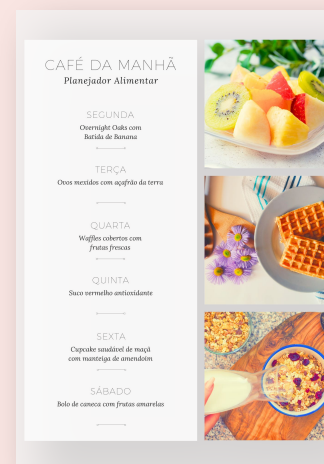 CAFÉ DA MANHÃ
Planejador Alimentar
SEGUNDA
Overnight Oaks com
Batida de Banana
TERÇA
Ovos mexidos com açafrão da terra
QUARTA
Waffles cobertos com
frutas frescas
QUINTA
Suco vermelho antioxidante
SEXTA
Cupcake saudável de maçã
com manteiga de amendoim
SÁBADO
Bolo de caneca com frutas amarelas